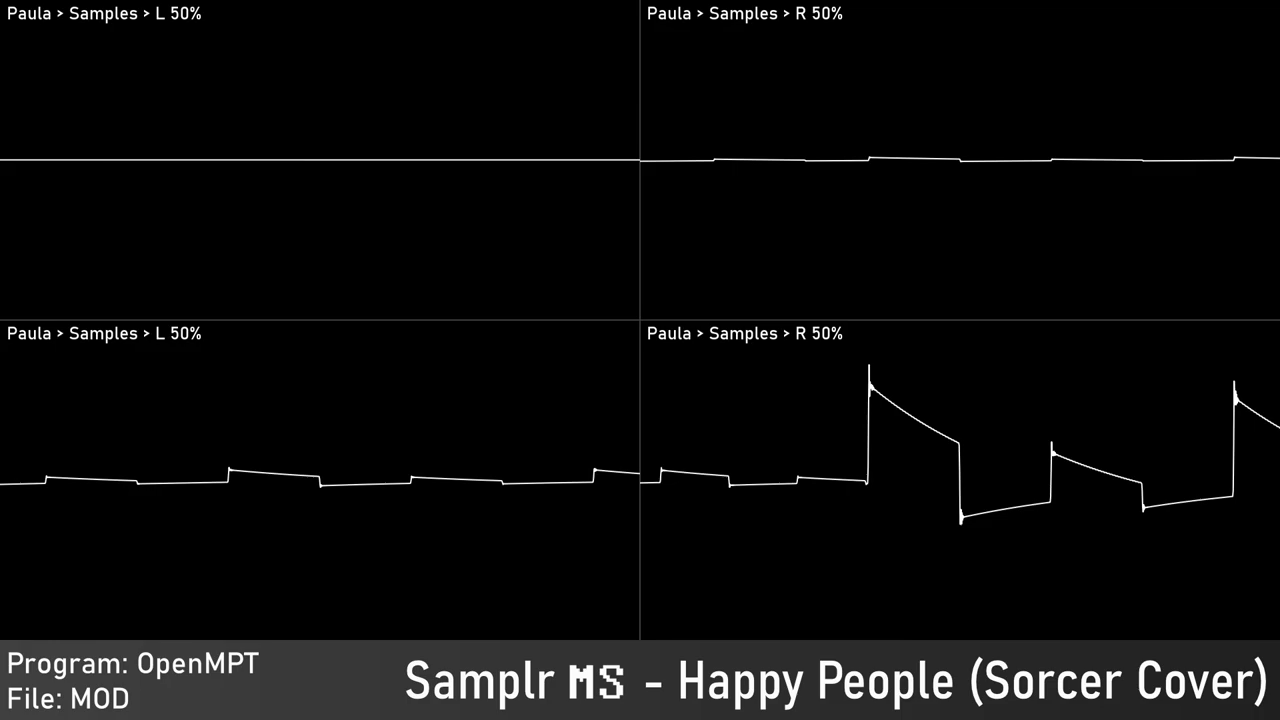 Paula > Samples > L 50%
Paula > Samples > R 50%
Paula > Samples > L 50%
Paula > Samples > R 50%
Program: OpenMPT
File: MOD
Samplr MS - Happy People (Sorcer Cover)